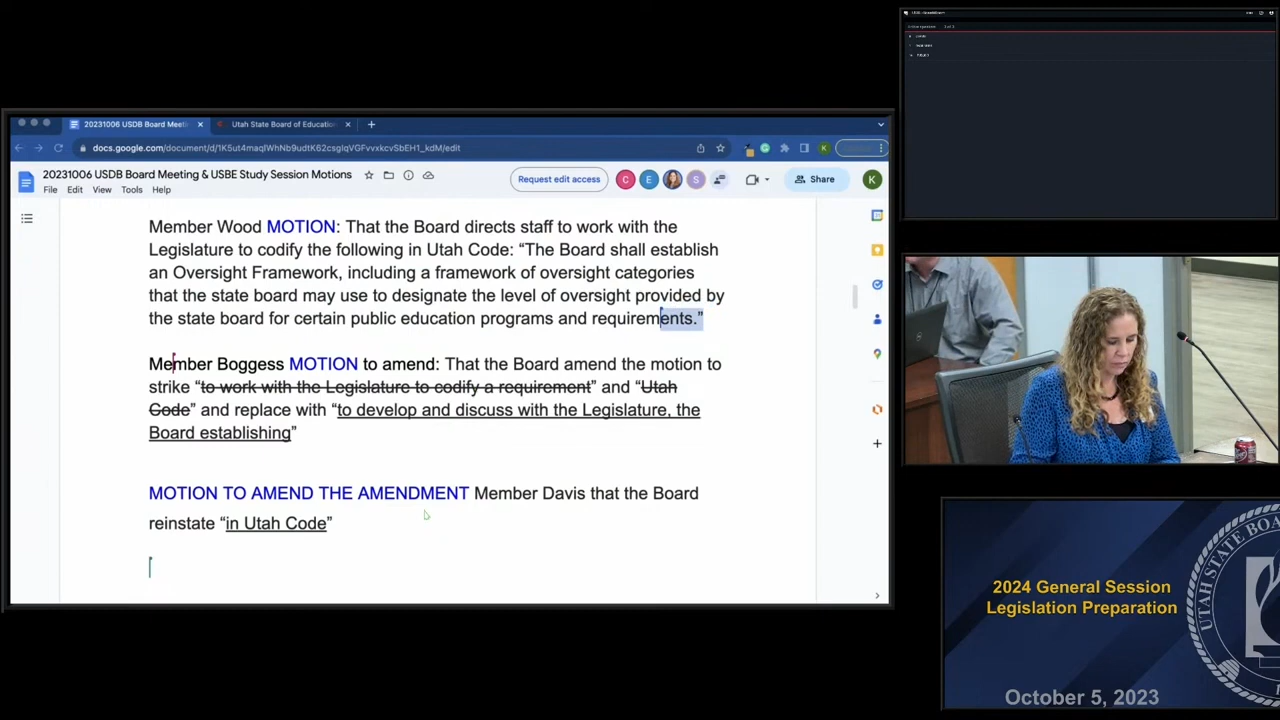 20231006 USDB Board Meeti
Utah State Board of Education
docs.google.com/document/d/1K5ut4maqIWhNb9udtK62csgIqVGFvvxkcvSbEH1_kdM/edit
20231006 USDB Board Meeting & USBE Study Session Motions
File Edit View Tools Help
Request edit access
C E S
Share
K
Member Wood MOTION: That the Board directs staff to work with the
Legislature to codify the following in Utah Code: “The Board shall establish
an Oversight Framework, including a framework of oversight categories
that the state board may use to designate the level of oversight provided by
the state board for certain public education programs and requirements.”
Member Boggess MOTION to amend: That the Board amend the motion to
strike “to work with the Legislature to codify a requirement” and “Utah
Code” and replace with “to develop and discuss with the Legislature, the
Board establishing”
MOTION TO AMEND THE AMENDMENT Member Davis that the Board
reinstate “in Utah Code”
2024 General Session
Legislation Preparation
UTAH STATE BOA
October 5, 2023